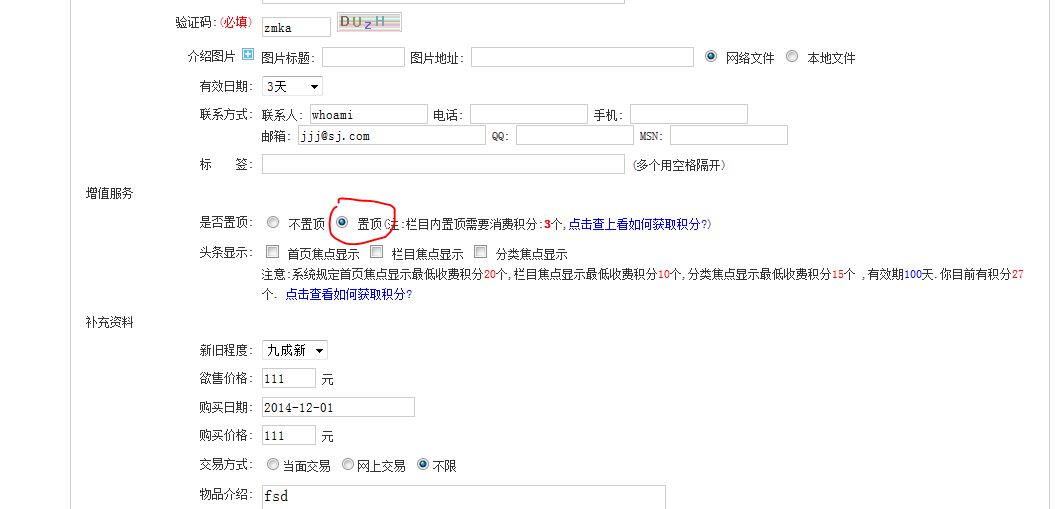 验证码:(必填) zmka DUzH
介绍图片 图片标题: 图片地址: 网络文件 本地文件
有效日期: 3天
联系方式: 联系人: whoami 电话: 手机:
邮箱: jjj@sj.com QQ: MSN:
标 签: (多个用空格隔开)
增值服务
是否置顶: 不置顶 置顶(注:栏目内置顶需要消费积分:3个,点击查上看如何获取积分?)
头条显示: 首页焦点显示 栏目焦点显示 分类焦点显示
注意:系统规定首页焦点显示最低收费积分20个,栏目焦点显示最低收费积分10个,分类焦点显示最低收费积分15个 ,有效期100天.你目前有积分27
个. 点击查看如何获取积分?
补充资料
新旧程度: 九成新
欲售价格: 111 元
购买日期: 2014-12-01
购买价格: 111 元
交易方式: 当面交易 网上交易 不限
物品介绍: fsd